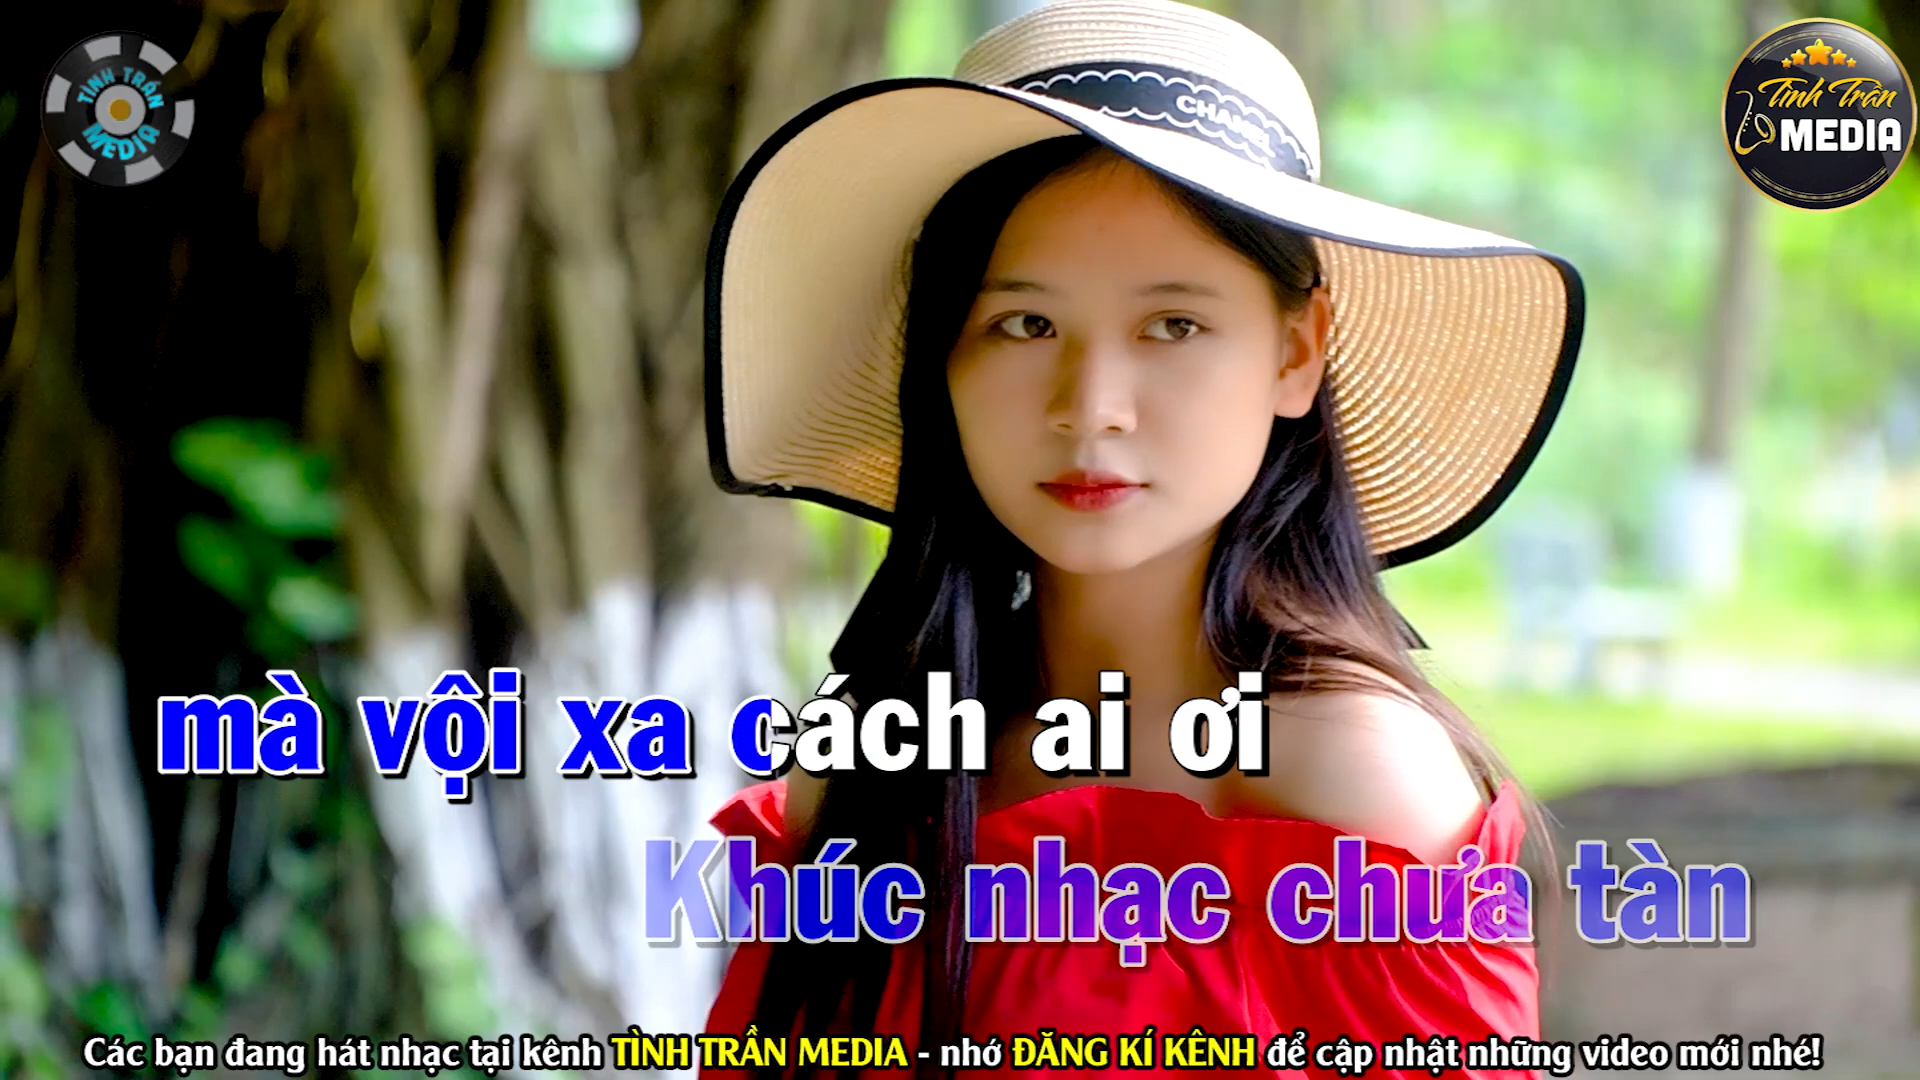 TÌNH TRẦN
MEDIA
Tình Trần
MEDIA
CHANEL
mà vội xa cách ai ơi
Khúc nhạc chưa tàn
Các bạn đang hát nhạc tại kênh TÌNH TRẦN MEDIA - nhớ ĐĂNG KÍ KÊNH để cập nhật những video mới nhé!